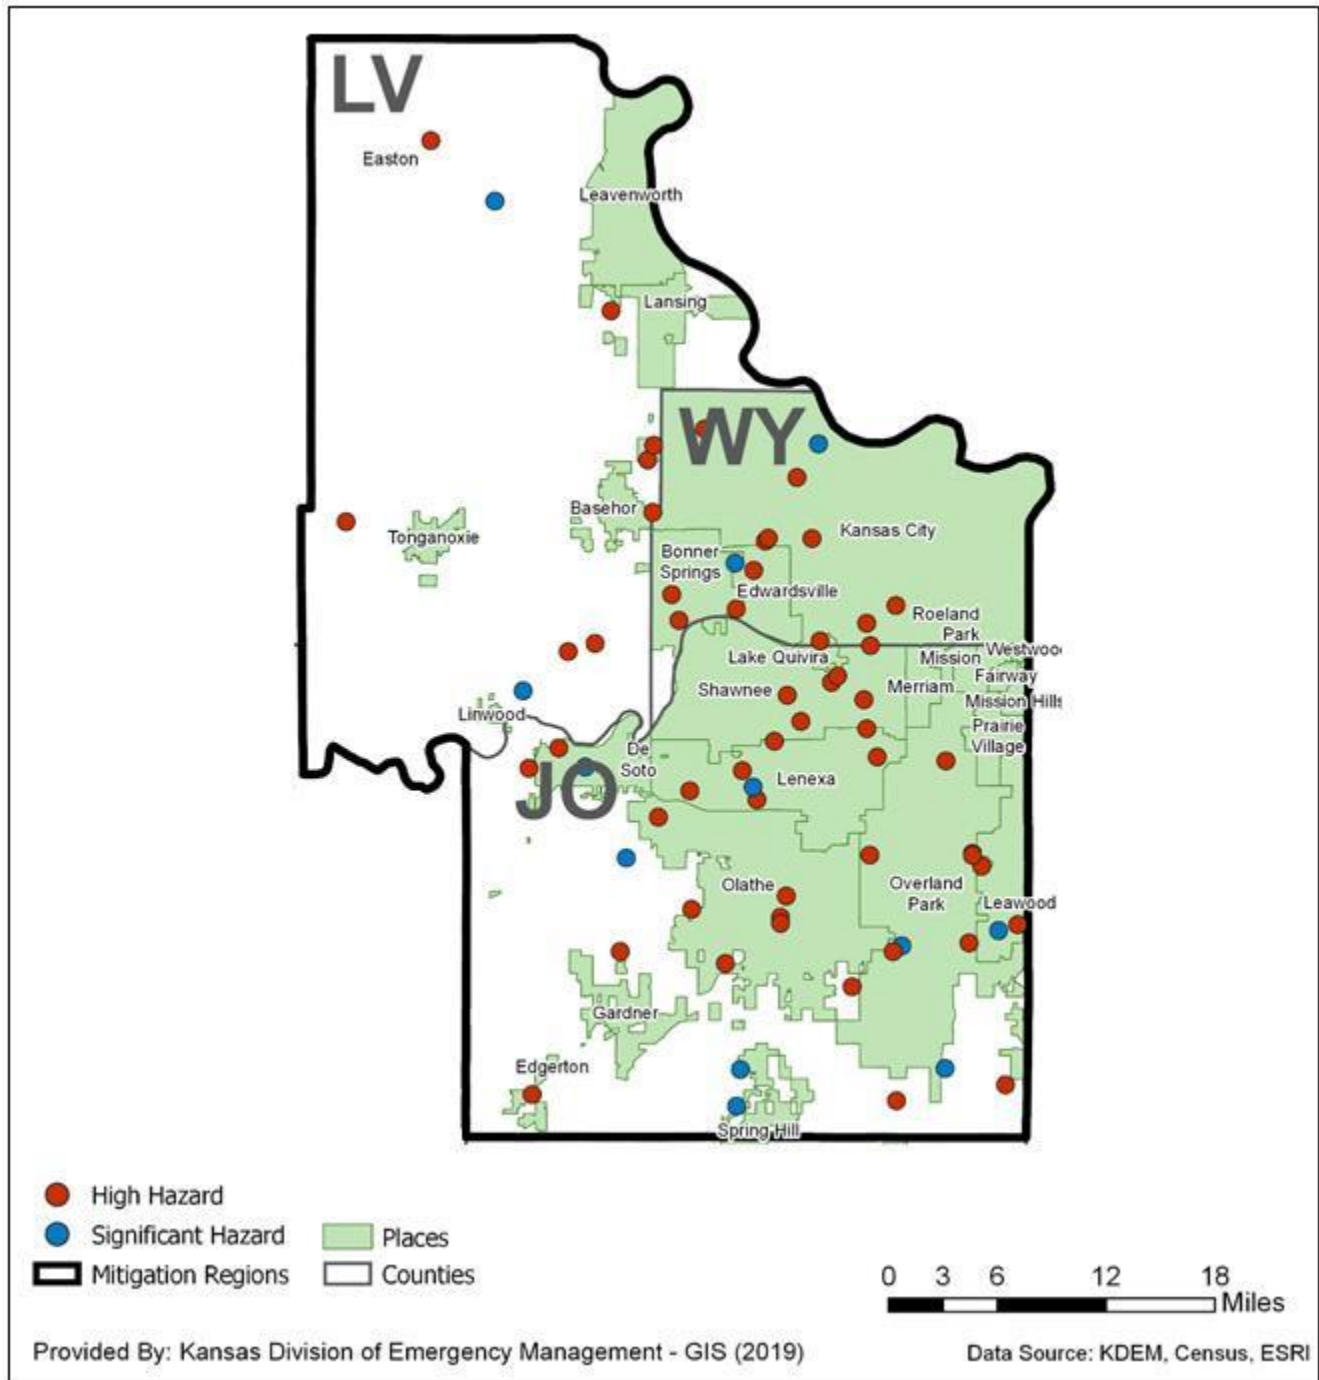 LV
Easton
Leavenworth
Lansing
WY
Basehor
Tonganoxie
Kansas City
Bonner
Springs
Edwardsville
Roeland
Park
Westwoo
Lake Quivira
Mission
Fairway
Shawnee
Merriam
Mission Hills
Linwood
Prairie
Village
De
Soto
JO
Lenexa
Olathe
Overland
Park
Leawood
Gardner
Edgerton
Spring Hill
High Hazard
Significant Hazard
Places
Mitigation Regions
Counties
0 3 6 12 18
Miles
Provided By: Kansas Division of Emergency Management - GIS (2019)
Data Source: KDEM, Census, ESRI